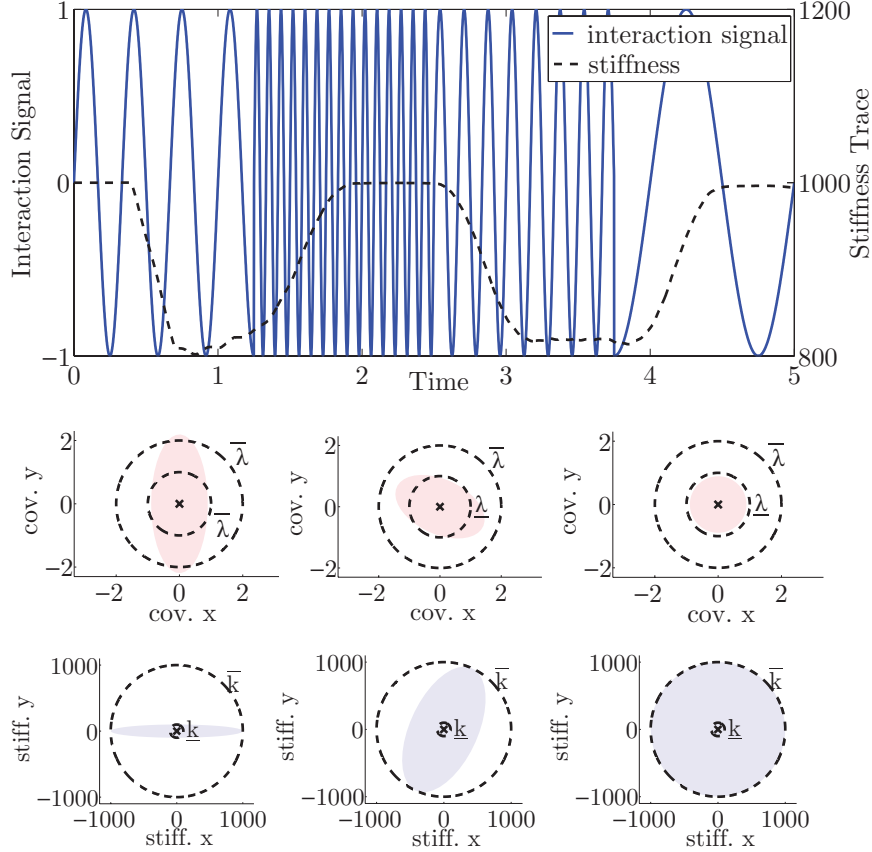 1
1200
interaction signal
stiffness
Interaction Signal
0
1000
Stiffness Trace
−1
800
0
1
2
3
4
5
Time
2
0
−2
cov. y
λ̅
λ̅
−2
0
2
cov. x
2
0
−2
cov. y
λ̅
λ̲
−2
0
2
cov. x
2
0
−2
cov. y
λ̅
λ̲
−2
0
2
cov. x
1000
0
−1000
stiff. y
k̅
k̲
−1000
0
1000
stiff. x
1000
0
−1000
stiff. y
k̅
k̲
−1000
0
1000
stiff. x
1000
0
−1000
stiff. y
k̅
k̲
−1000
0
1000
stiff. x